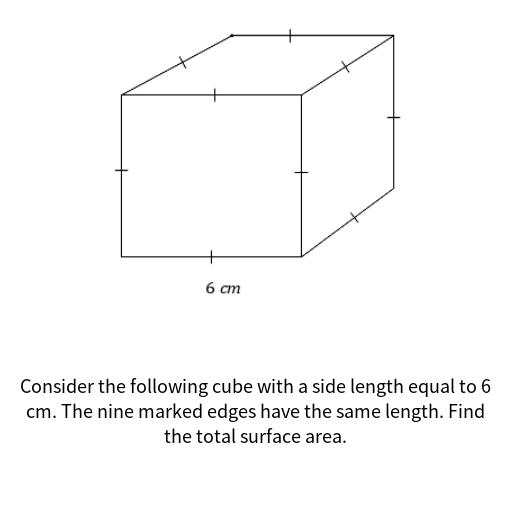 6 cm
Consider the following cube with a side length equal to 6
cm. The nine marked edges have the same length. Find
the total surface area.